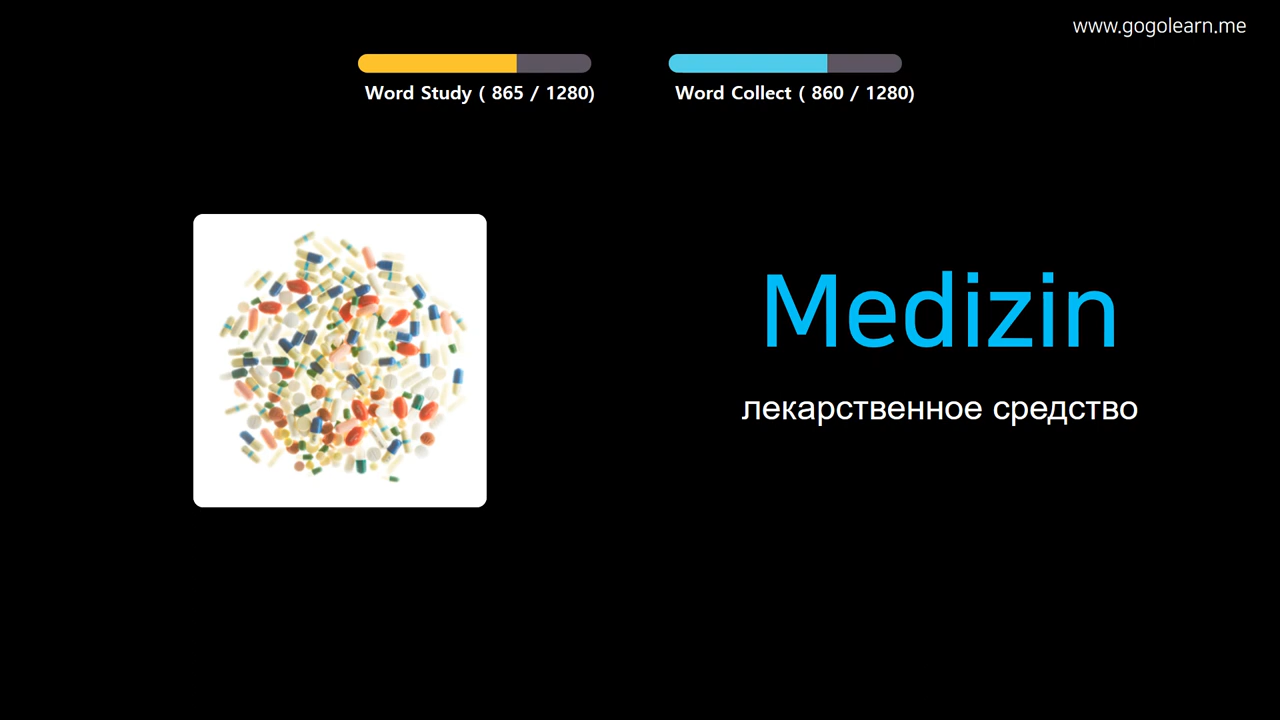 www.gogolearn.me
Word Study ( 865 / 1280)
Word Collect ( 860 / 1280)
Medizin
лекарственное средство